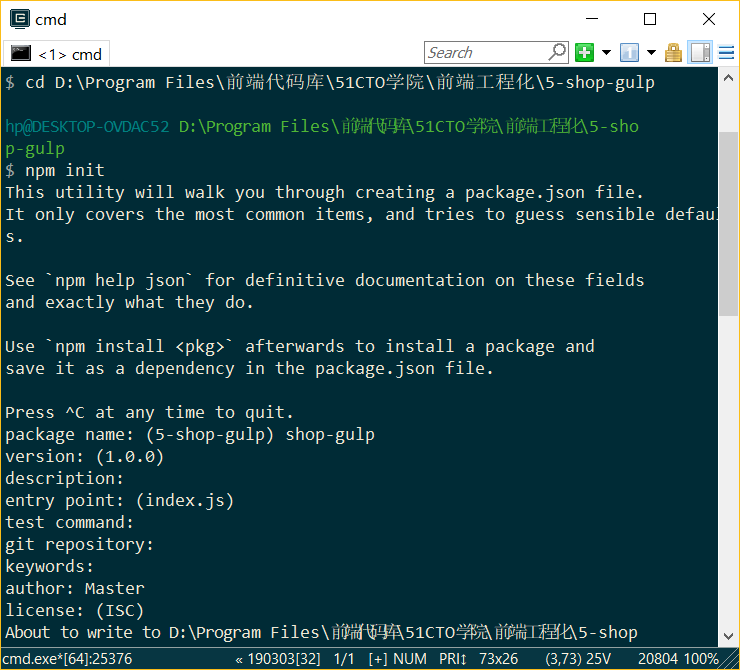 cmd
<1> cmd
Search
$ cd D:\Program Files\前端代码库\51CTO学院\前端工程化\5-shop-gulp
hp@DESKTOP-OVDAC52 D:\Program Files\前端代码库\51CTO学院\前端工程化\5-sho
p-gulp
$ npm init
This utility will walk you through creating a package.json file.
It only covers the most common items, and tries to guess sensible defaul
s.
See `npm help json` for definitive documentation on these fields
and exactly what they do.
Use `npm install <pkg>` afterwards to install a package and
save it as a dependency in the package.json file.
Press ^C at any time to quit.
package name: (5-shop-gulp) shop-gulp
version: (1.0.0)
description:
entry point: (index.js)
test command:
git repository:
keywords:
author: Master
license: (ISC)
About to write to D:\Program Files\前端代码库\51CTO学院\前端工程化\5-shop
cmd.exe*[64]:25376 « 190303[32] 1/1 [+] NUM PRI↕ 73x26 (3,73) 25V 20804 100%